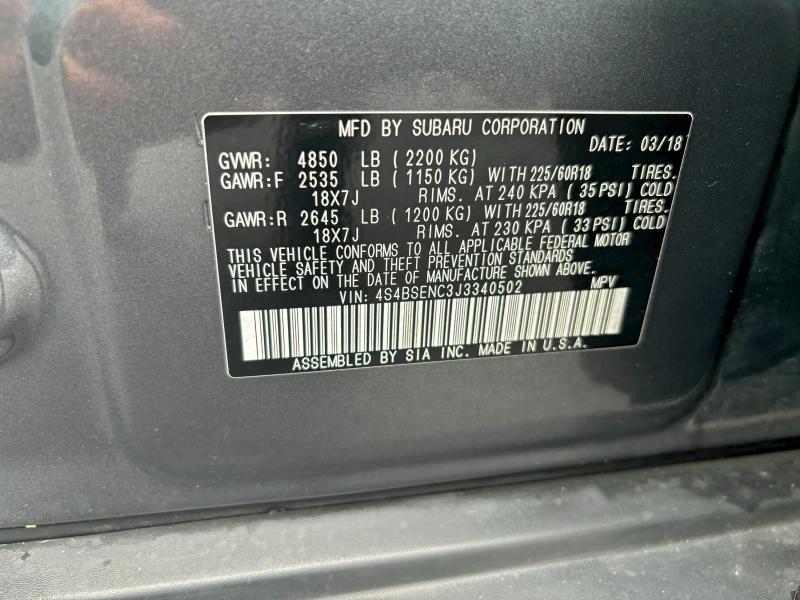 MFD BY SUBARU CORPORATION
DATE: 03/18
GVWR: 4850 LB ( 2200 KG)
GAWR:F 2535 LB ( 1150 KG) WITH 225/60R18 TIRES.
18X7J RIMS. AT 240 KPA ( 35 PSI) COLD
GAWR:R 2645 LB ( 1200 KG) WITH 225/60R18 TIRES.
18X7J RIMS. AT 230 KPA ( 33 PSI) COLD
THIS VEHICLE CONFORMS TO ALL APPLICABLE FEDERAL MOTOR
VEHICLE SAFETY AND THEFT PREVENTION STANDARDS
IN EFFECT ON THE DATE OF MANUFACTURE SHOWN ABOVE.
VIN: 4S4BSENC3J3340502 MPV
ASSEMBLED BY SIA INC. MADE IN U.S.A.